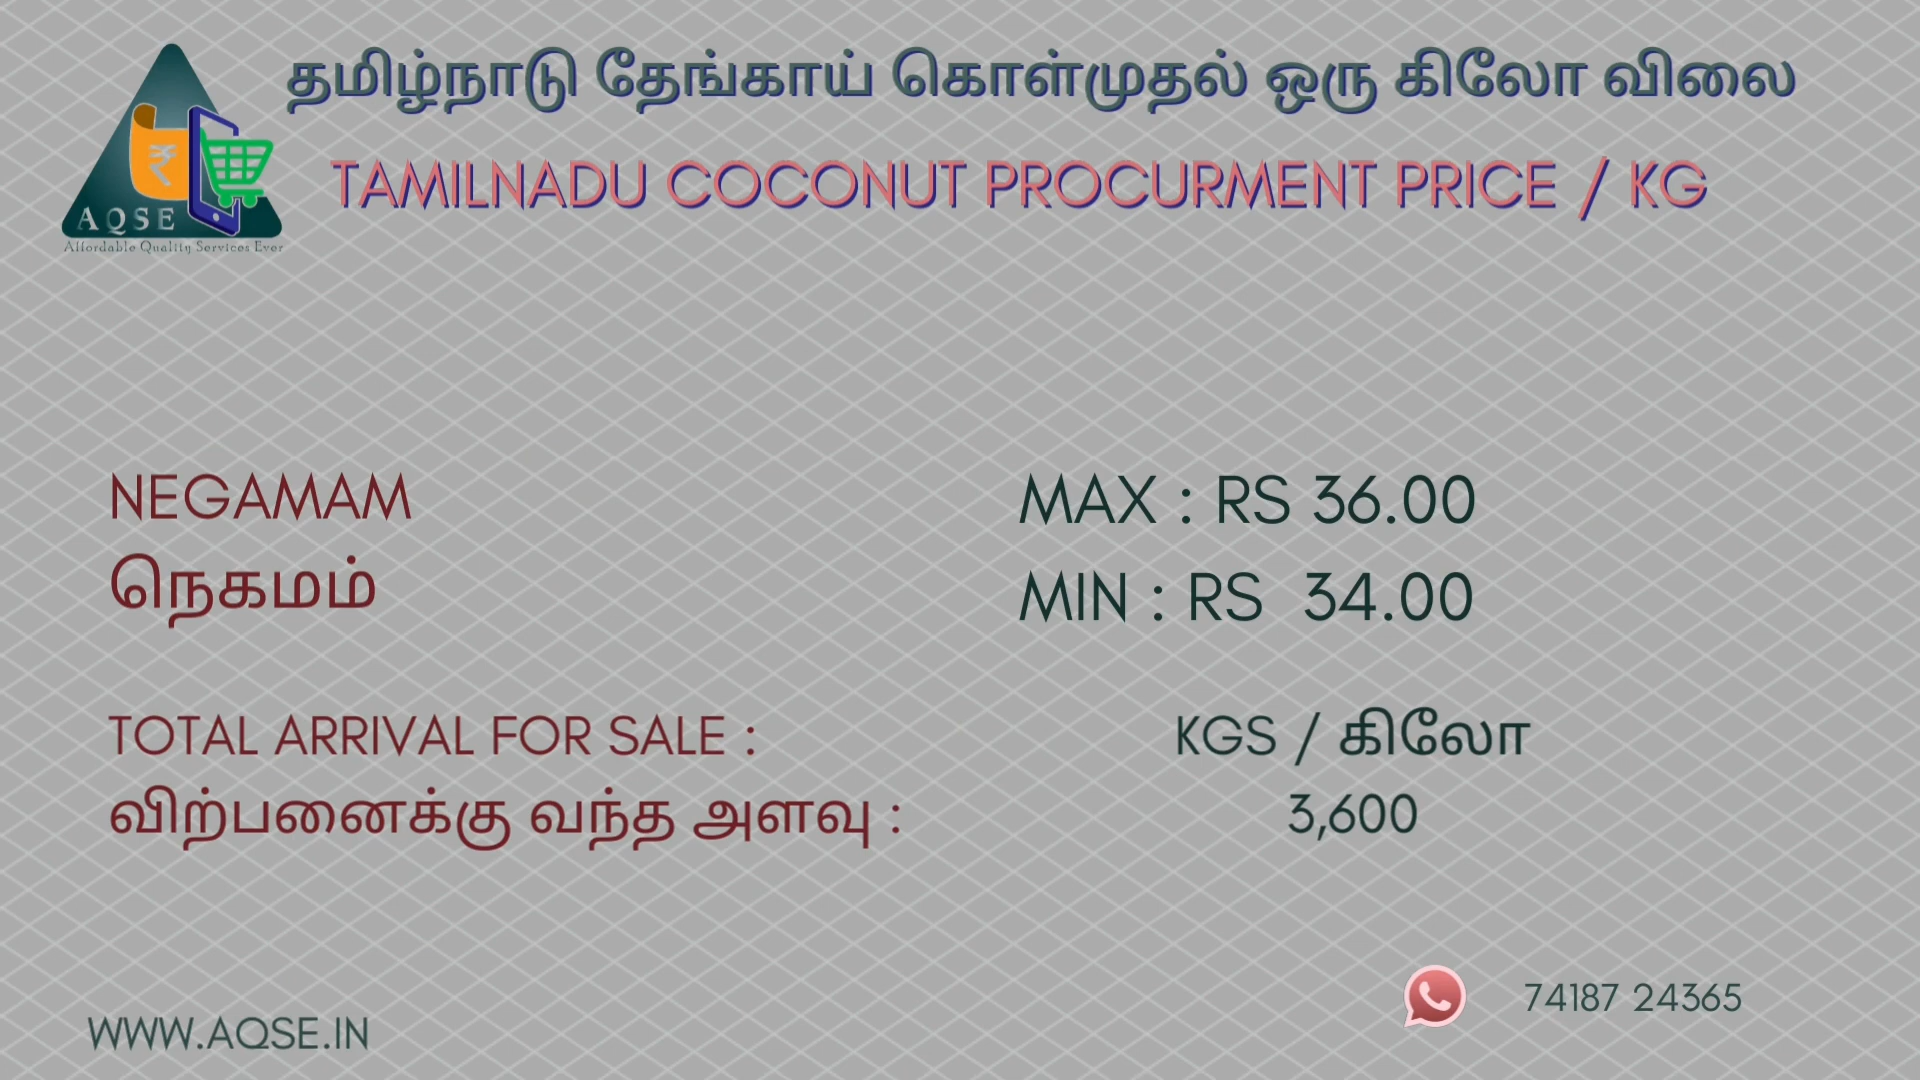 தமிழ்நாடு தேங்காய் கொள்முதல் ஒரு கிலோ விலை
TAMILNADU COCONUT PROCURMENT PRICE / KG
₹
AQSE
Affordable Quality Services Ever
NEGAMAM
நெகமம்
MAX : RS 36.00
MIN : RS 34.00
TOTAL ARRIVAL FOR SALE :
விற்பனைக்கு வந்த அளவு :
KGS / கிலோ
3,600
WWW.AQSE.IN
74187 24365